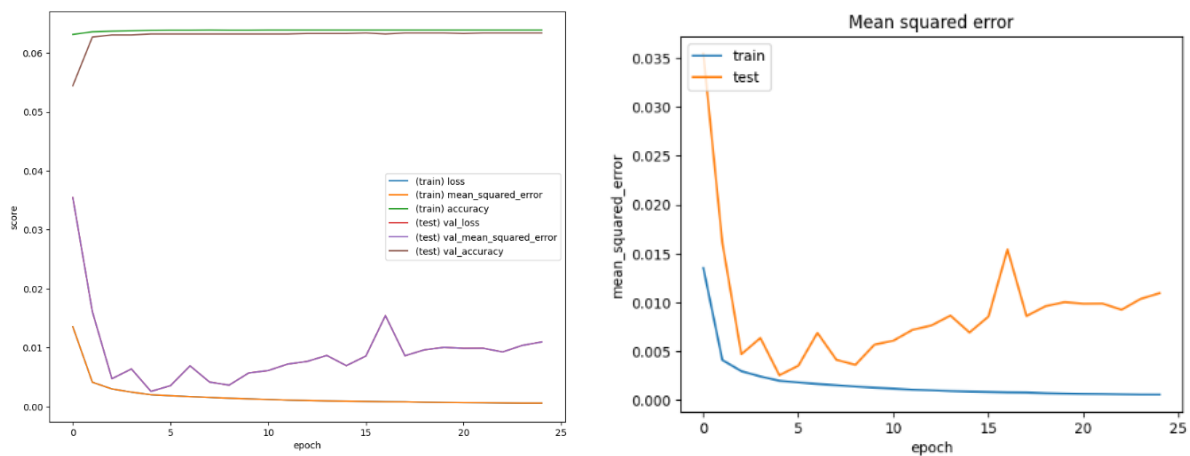 0.06
0.05
0.04
0.03
0.02
0.01
0.00
score
(train) loss
(train) mean_squared_error
(train) accuracy
(test) val_loss
(test) val_mean_squared_error
(test) val_accuracy
0 5 10 15 20 25
epoch
Mean squared error
train
test
0.035
0.030
0.025
0.020
0.015
0.010
0.005
0.000
mean_squared_error
0 5 10 15 20 25
epoch